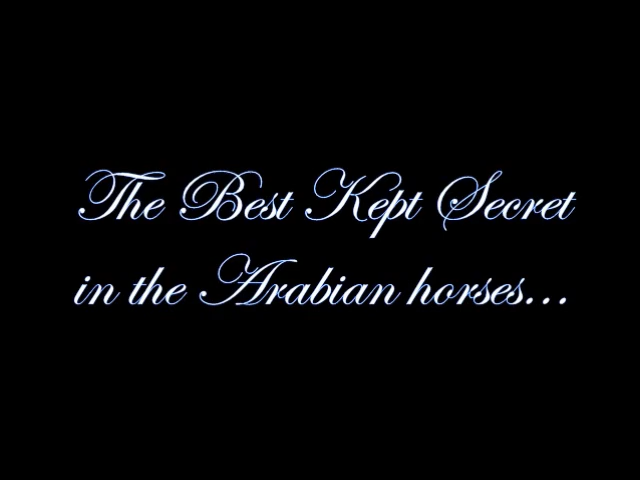 The Best Kept Secret
in the Arabian horses...